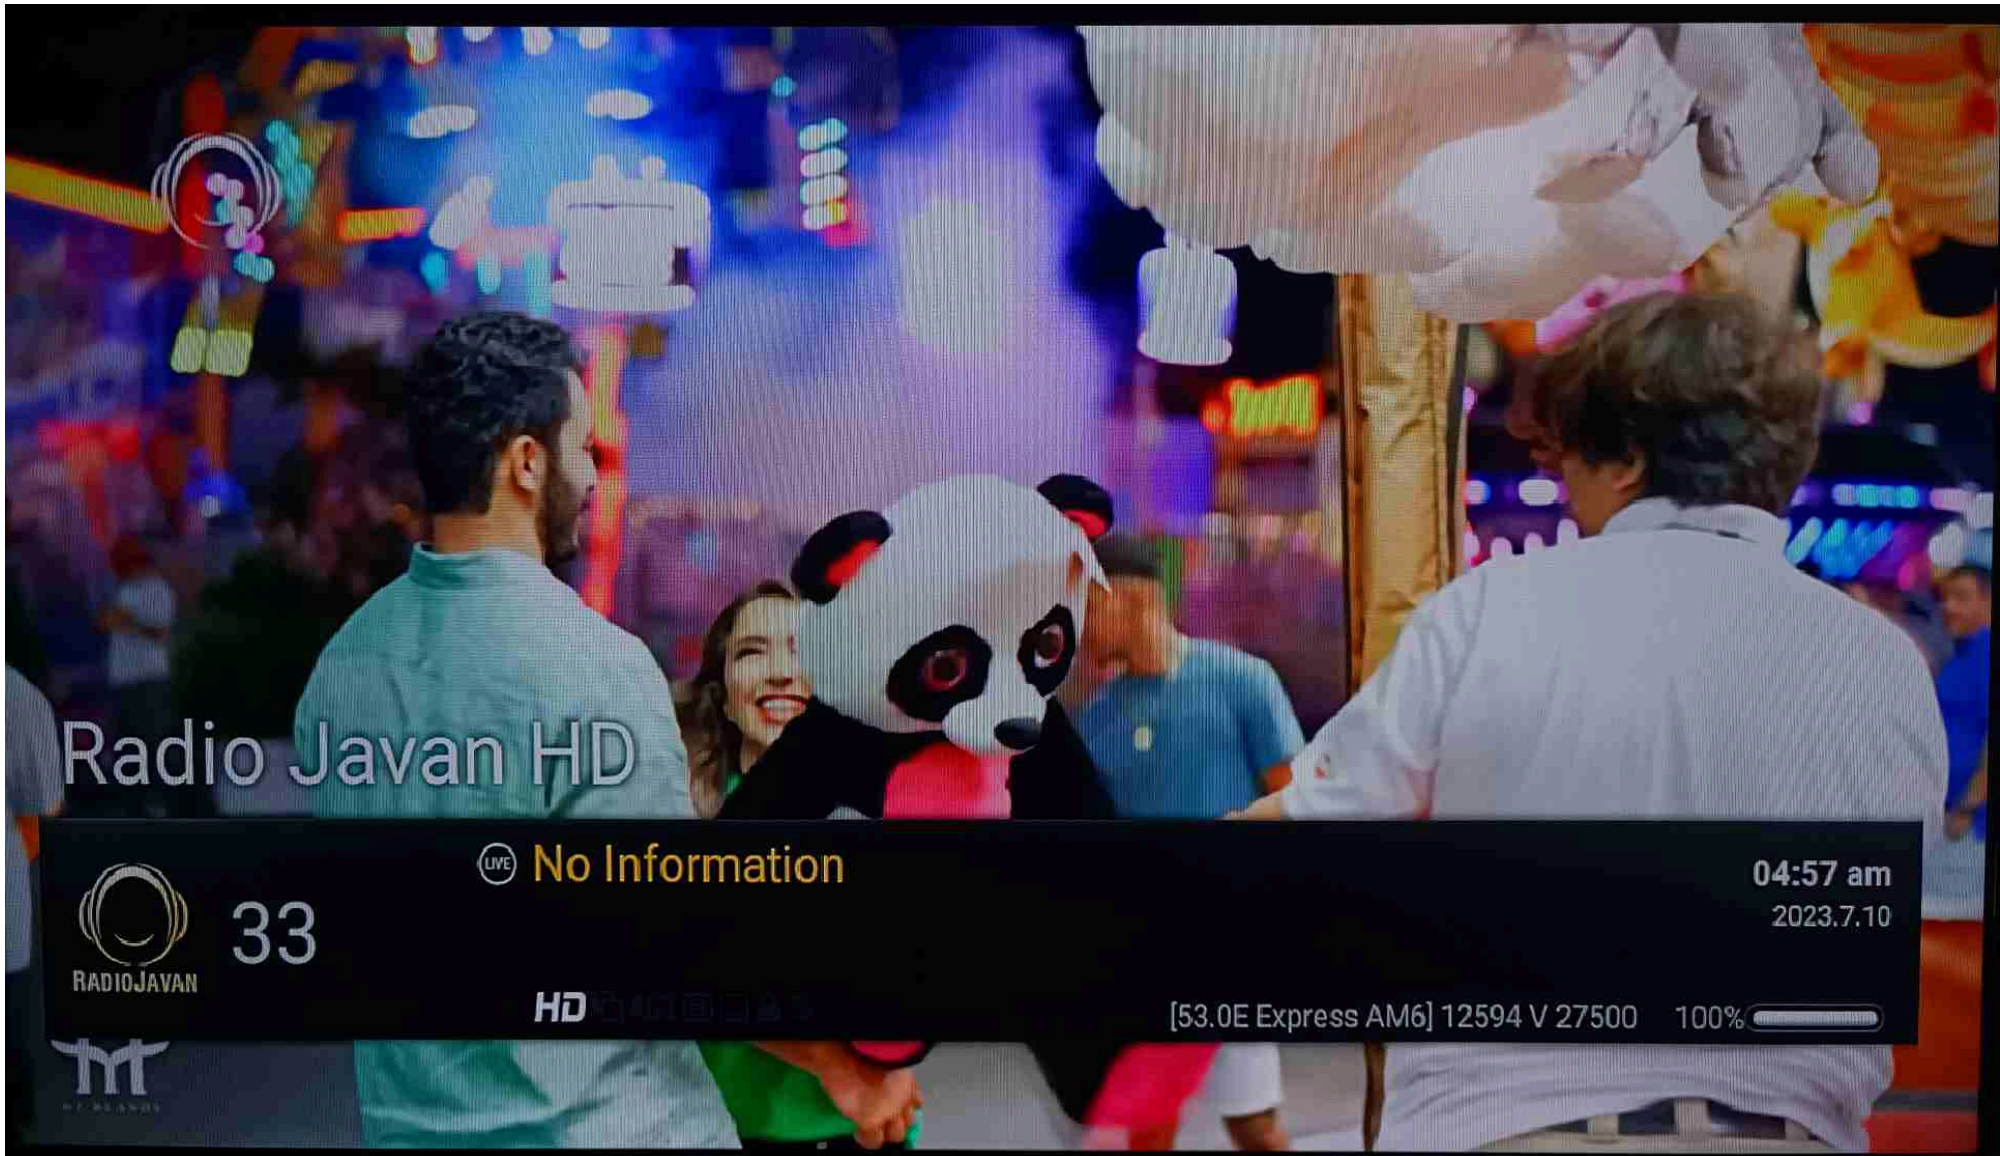 Radio Javan HD
LIVE No Information
04:57 am
2023.7.10
33
RADIOJAVAN
HD
[53.0E Express AM6] 12594 V 27500 100%